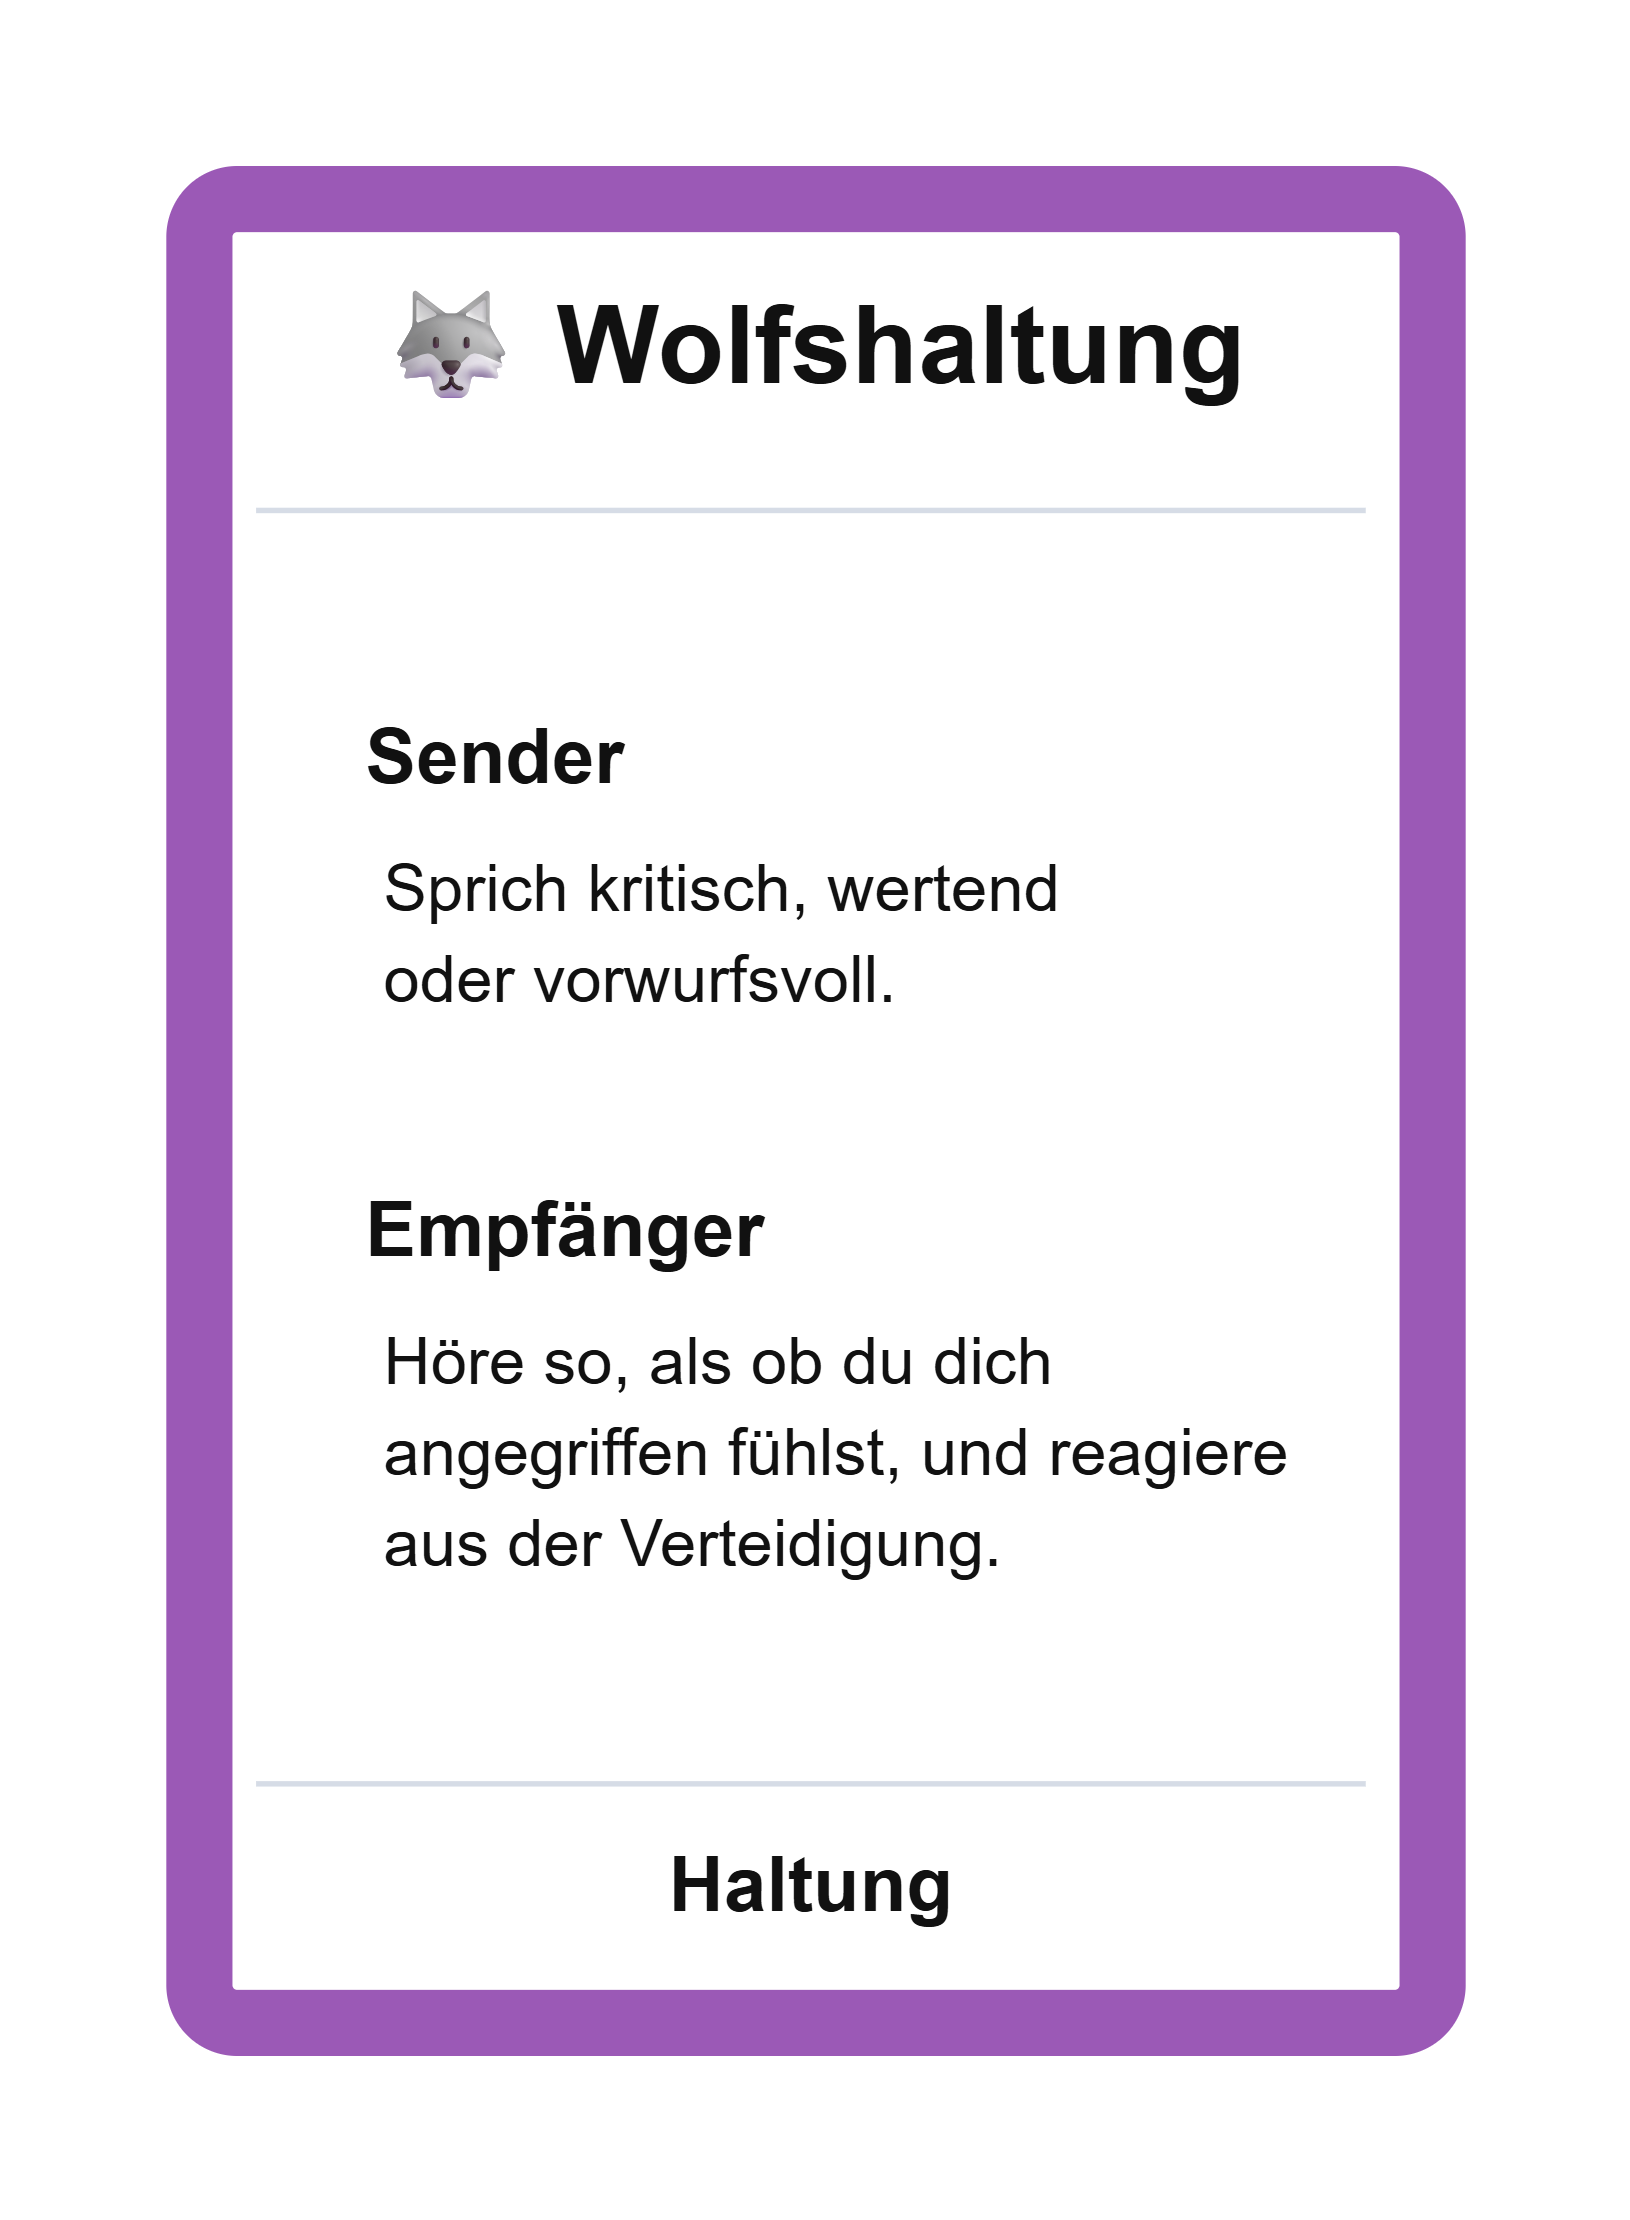 Wolfshaltung
Sender
Sprich kritisch, wertend
oder vorwurfsvoll.
Empfänger
Höre so, als ob du dich
angegriffen fühlst, und reagiere
aus der Verteidigung.
Haltung